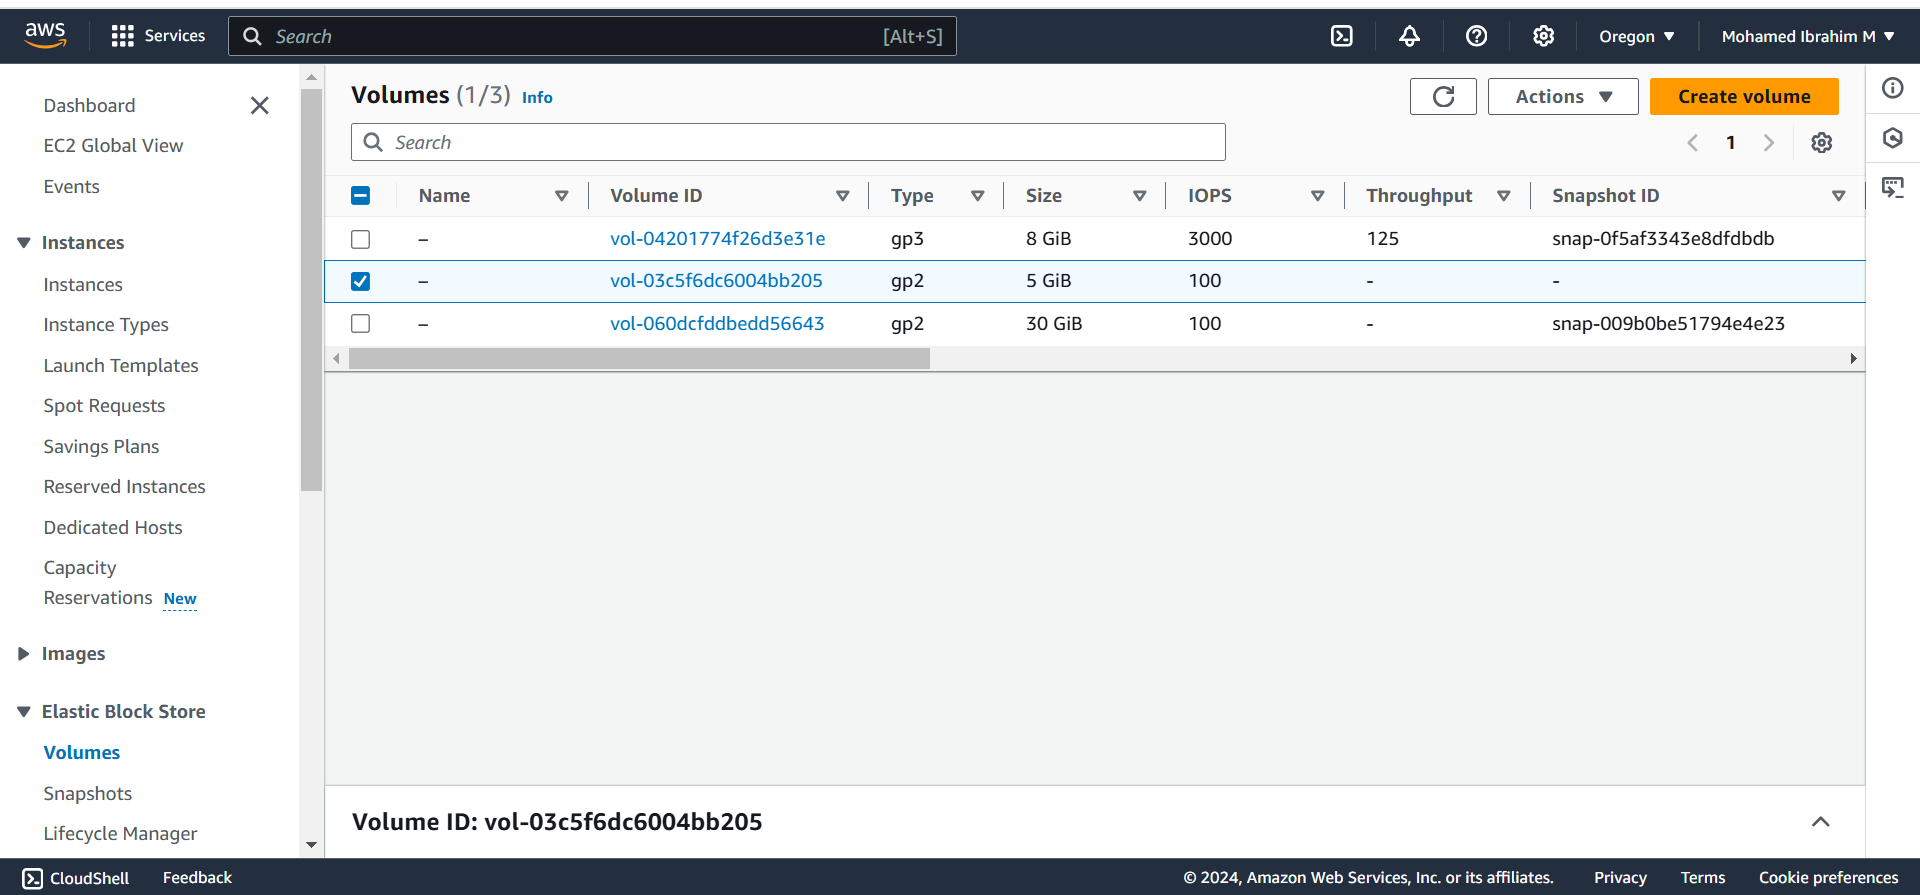 aws Services Search [Alt+S] Oregon Mohamed Ibrahim M
Dashboard
EC2 Global View
Events
Instances
Instances
Instance Types
Launch Templates
Spot Requests
Savings Plans
Reserved Instances
Dedicated Hosts
Capacity
Reservations New
Images
Elastic Block Store
Volumes
Snapshots
Lifecycle Manager
Volumes (1/3) Info Actions Create volume
Search 1
Name Volume ID Type Size IOPS Throughput Snapshot ID
– vol-04201774f26d3e31e gp3 8 GiB 3000 125 snap-0f5af3343e8dfdbdb
– vol-03c5f6dc6004bb205 gp2 5 GiB 100 - -
– vol-060dcfddbedd56643 gp2 30 GiB 100 - snap-009b0be51794e4e23
Volume ID: vol-03c5f6dc6004bb205
CloudShell Feedback © 2024, Amazon Web Services, Inc. or its affiliates. Privacy Terms Cookie preferences